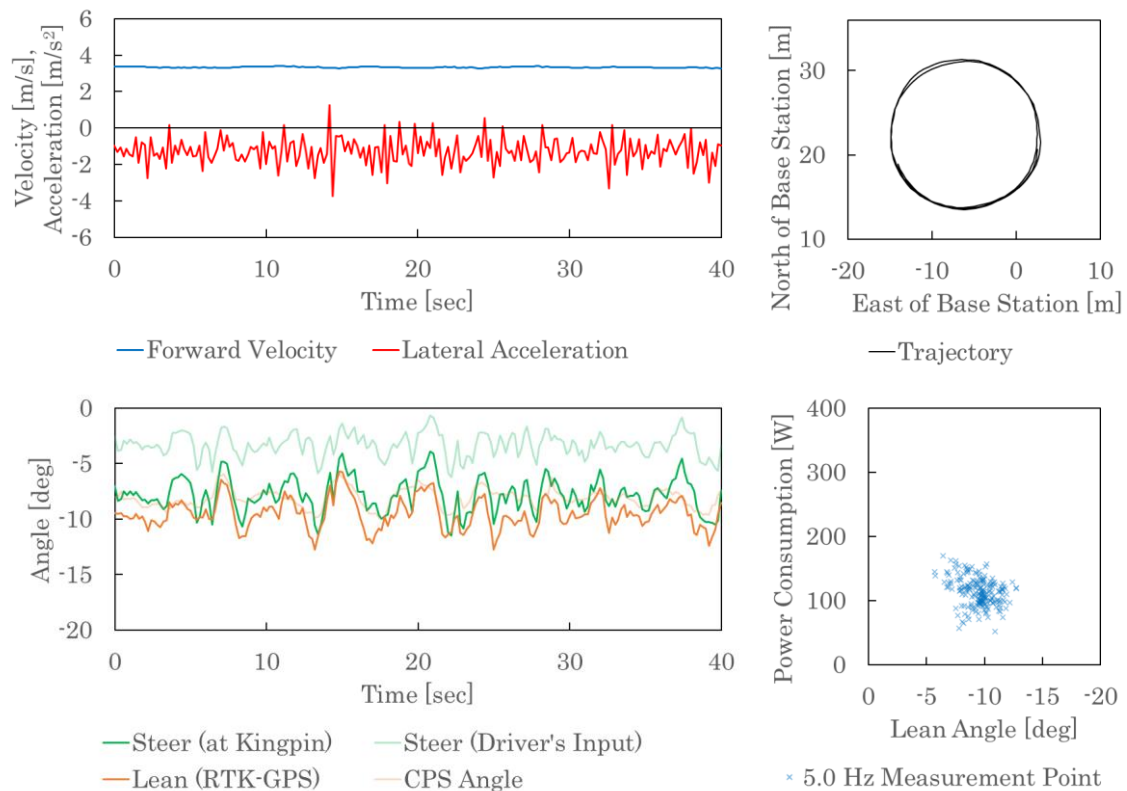 Velocity [m/s],
Acceleration [m/s²]
6
4
2
0
-2
-4
-6
0 10 20 30 40
Time [sec]
Forward Velocity Lateral Acceleration
North of Base Station [m]
30
20
10
-20 -10 0 10
East of Base Station [m]
Trajectory
Angle [deg]
0
-5
-10
-15
-20
0 10 20 30 40
Time [sec]
Steer (at Kingpin) Steer (Driver's Input)
Lean (RTK-GPS) CPS Angle
Power Consumption [W]
400
300
200
100
0
0 -5 -10 -15 -20
Lean Angle [deg]
× 5.0 Hz Measurement Point